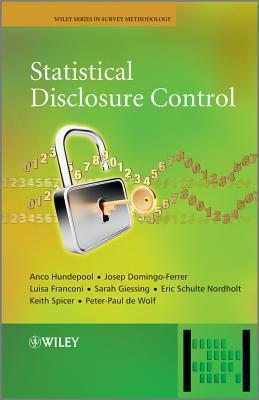 WILEY SERIES IN SURVEY METHODOLOGY
Statistical
Disclosure Control
Anco Hundepool • Josep Domingo-Ferrer
Luisa Franconi • Sarah Giessing • Eric Schulte Nordholt
Keith Spicer • Peter-Paul de Wolf
WILEY